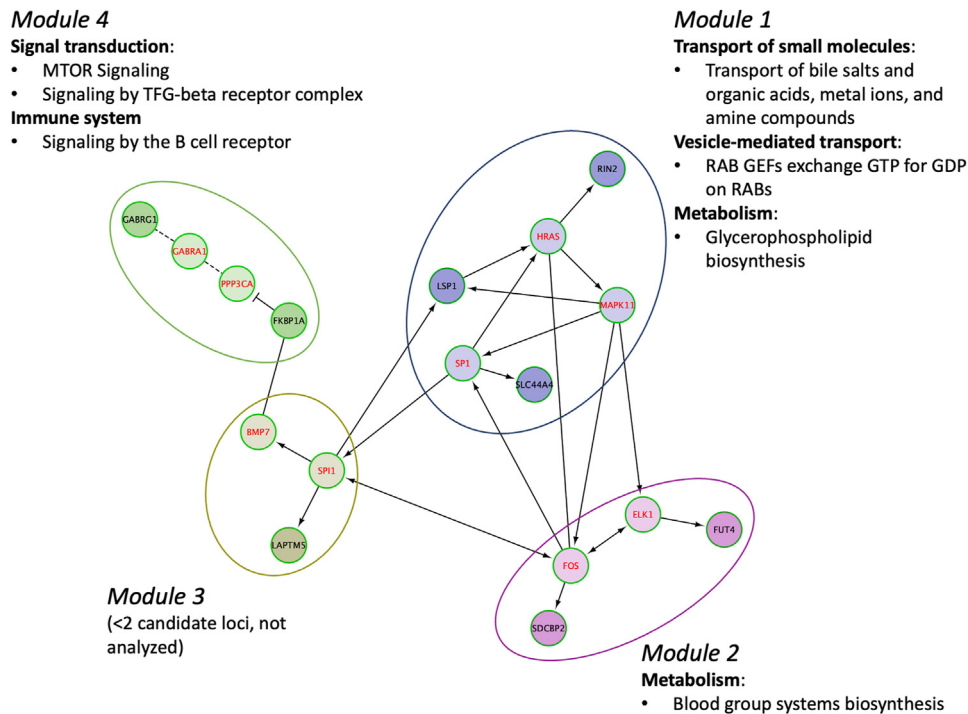 Module 4
Signal transduction:
• MTOR Signaling
• Signaling by TFG-beta receptor complex
Immune system
• Signaling by the B cell receptor
Module 1
Transport of small molecules:
• Transport of bile salts and
organic acids, metal ions, and
amine compounds
Vesicle-mediated transport:
• RAB GEFs exchange GTP for GDP
on RABs
Metabolism:
• Glycerophospholipid
biosynthesis
RIN2
HRAS
LSP1
MAPK11
SP1
SLC44A4
GABRG1
GABRA1
PPP3CA
FKBP1A
BMP7
SPI1
LAPTM5
ELK1
FUT4
FOS
SDCBP2
Module 3
(<2 candidate loci, not
analyzed)
Module 2
Metabolism:
• Blood group systems biosynthesis